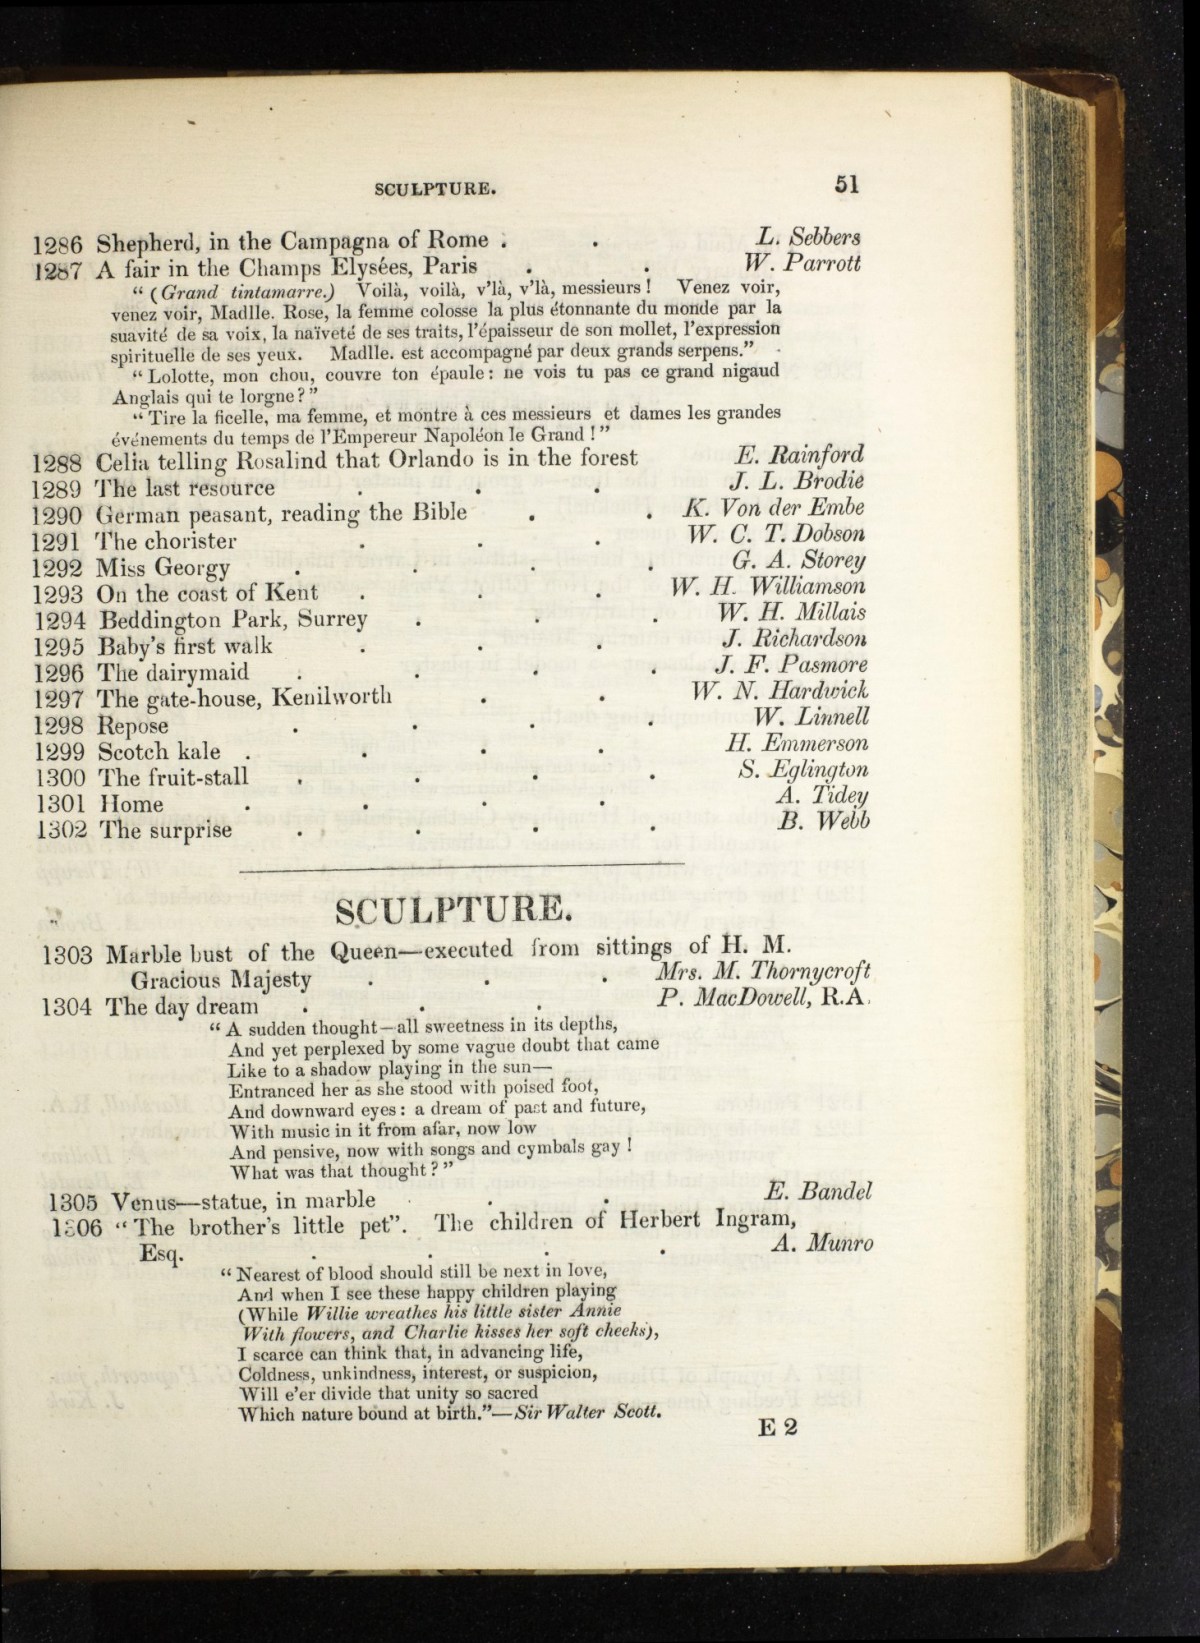 SCULPTURE. 51
1286 Shepherd, in the Campagna of Rome . . L. Sebbers
1287 A fair in the Champs Elysées, Paris . . W. Parrott
“ (Grand tintamarre.) Voilà, voilà, v’là, v’là, messieurs ! Venez voir,
venez voir, Madlle. Rose, la femme colosse la plus étonnante du monde par la
suavité de sa voix, la naïveté de ses traits, l’épaisseur de son mollet, l’expression
spirituelle de ses yeux. Madlle. est accompagné par deux grands serpens.”
“ Lolotte, mon chou, couvre ton épaule : ne vois tu pas ce grand nigaud
Anglais qui te lorgne ? ”
“ Tire la ficelle, ma femme, et montre à ces messieurs et dames les grandes
événements du temps de l’Empereur Napoléon le Grand ! ”
1288 Celia telling Rosalind that Orlando is in the forest E. Rainford
1289 The last resource . . . J. L. Brodie
1290 German peasant, reading the Bible . . K. Von der Embe
1291 The chorister . . . W. C. T. Dobson
1292 Miss Georgy . . . . G. A. Storey
1293 On the coast of Kent . . . W. H. Williamson
1294 Beddington Park, Surrey . . . W. H. Millais
1295 Baby’s first walk . . . J. Richardson
1296 The dairymaid . . . . J. F. Pasmore
1297 The gate-house, Kenilworth . . W. N. Hardwick
1298 Repose . . . . W. Linnell
1299 Scotch kale . . . . H. Emmerson
1300 The fruit-stall . . . . S. Eglington
1301 Home . . . . A. Tidey
1302 The surprise . . . . B. Webb
SCULPTURE.
1303 Marble bust of the Queen—executed from sittings of H. M.
Gracious Majesty . . . Mrs. M. Thornycroft
1304 The day dream . . . P. MacDowell, R.A.
“ A sudden thought—all sweetness in its depths,
And yet perplexed by some vague doubt that came
Like to a shadow playing in the sun—
Entranced her as she stood with poised foot,
And downward eyes : a dream of past and future,
With music in it from afar, now low
And pensive, now with songs and cymbals gay !
What was that thought ? ”
1305 Venus—statue, in marble . . E. Bandel
1306 “ The brother’s little pet”. The children of Herbert Ingram,
Esq. . . . . A. Munro
“ Nearest of blood should still be next in love,
And when I see these happy children playing
(While Willie wreathes his little sister Annie
With flowers, and Charlie kisses her soft cheeks),
I scarce can think that, in advancing life,
Coldness, unkindness, interest, or suspicion,
Will e’er divide that unity so sacred
Which nature bound at birth.”—Sir Walter Scott.
E 2